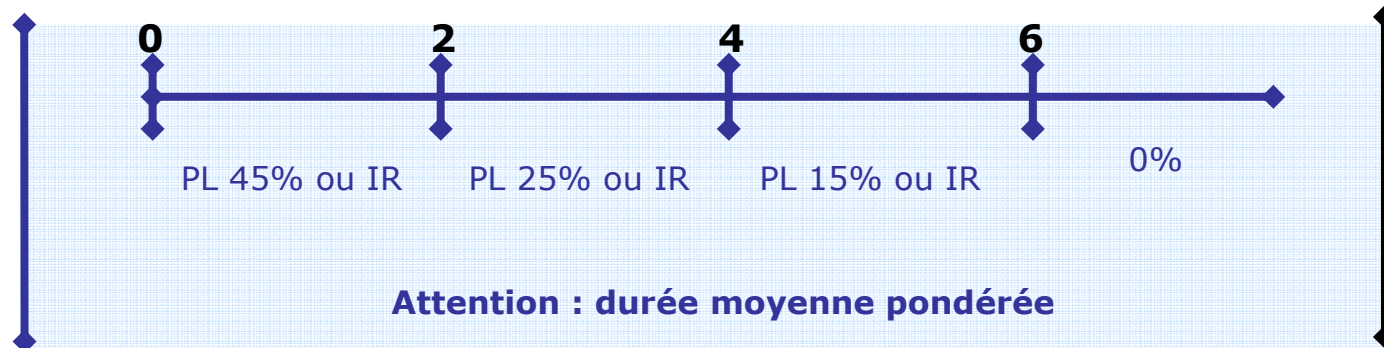 0 2 4 6
PL 45% ou IR PL 25% ou IR PL 15% ou IR 0%
Attention : durée moyenne pondérée